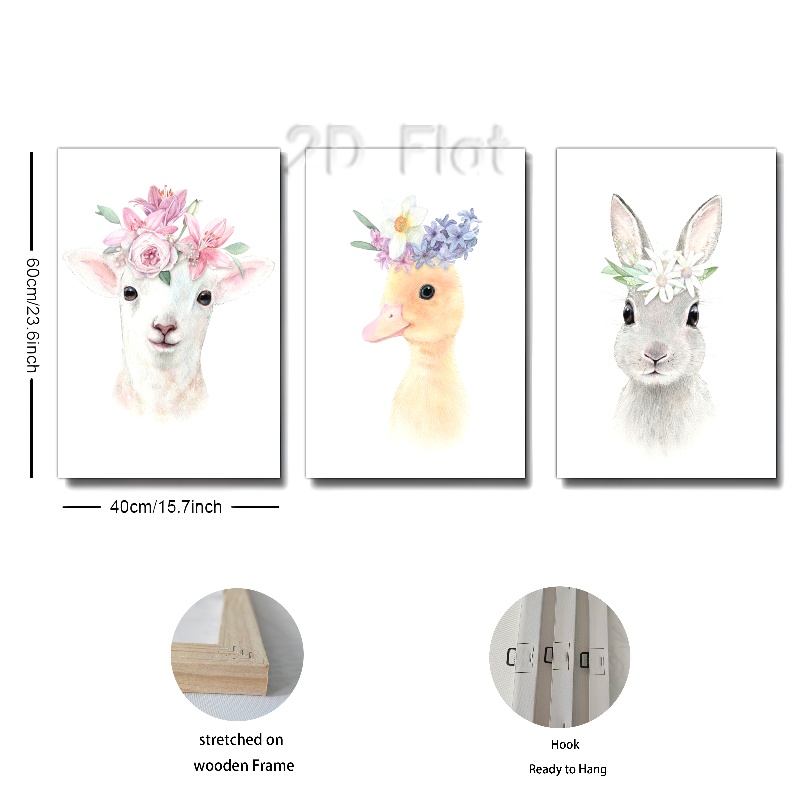 2D Flat
60cm/23.6inch
40cm/15.7inch
stretched on
wooden Frame
Hook
Ready to Hang